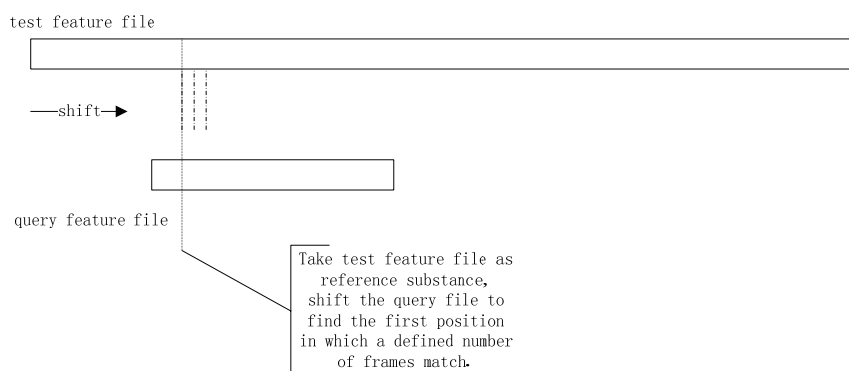 test feature file
shift
query feature file
Take test feature file as
reference substance,
shift the query file to
find the first position
in which a defined number
of frames match.